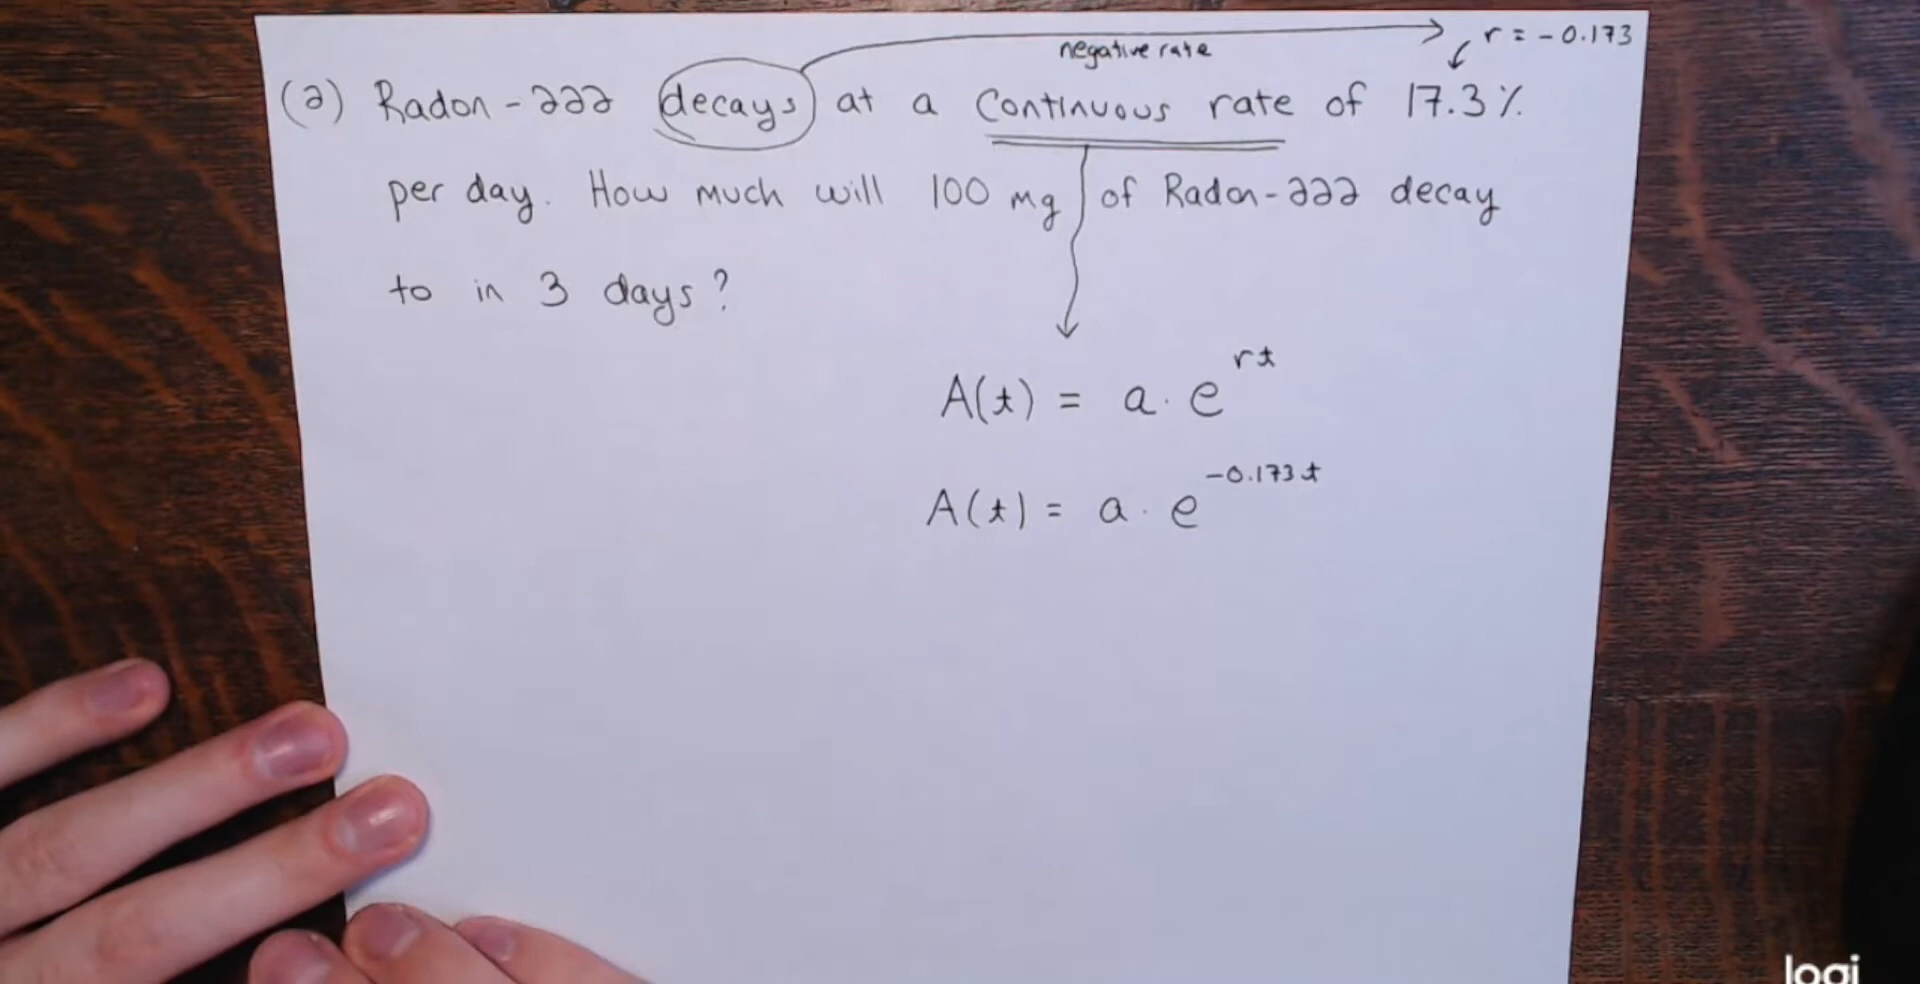 r = -0.173
negative rate
(2) Radon-222 decays at a continuous rate of 17.3%
per day. How much will 100 mg of Radon-222 decay
to in 3 days?
A(t) = a · e^rt
A(t) = a · e^-0.173t
logi